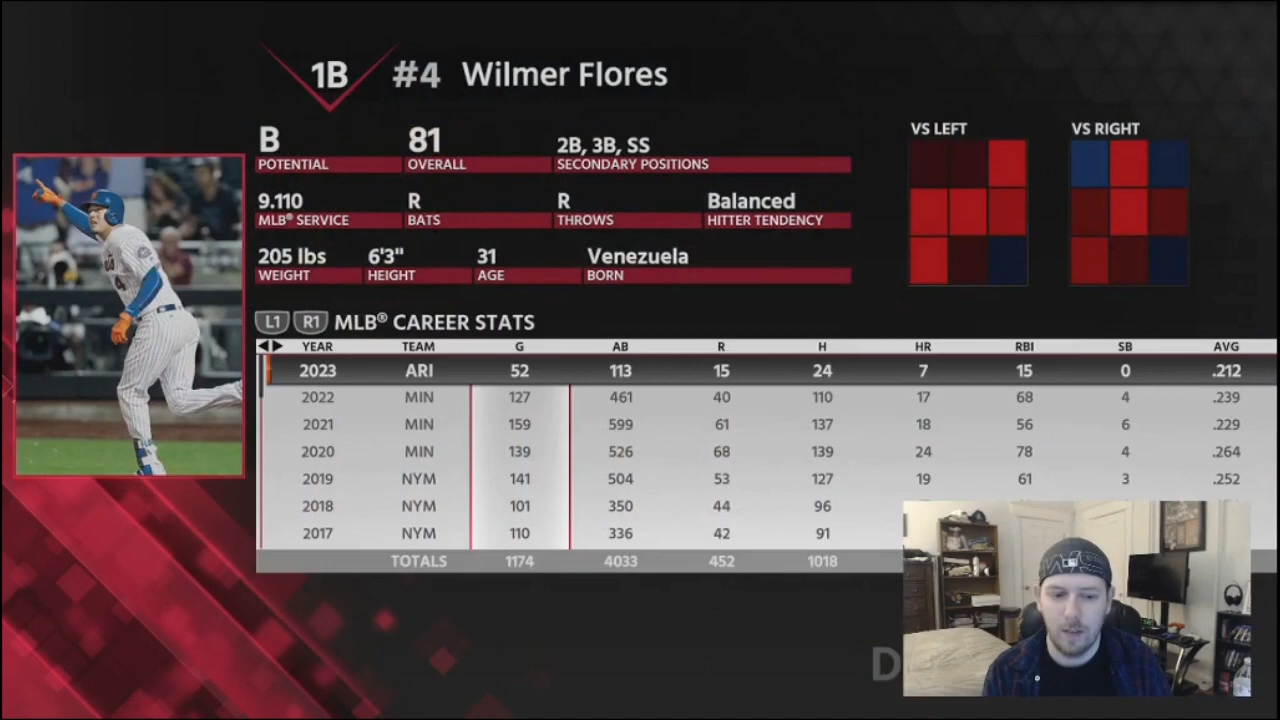 1B #4 Wilmer Flores
B 81 2B, 3B, SS
POTENTIAL OVERALL SECONDARY POSITIONS
9.110 R R Balanced
MLB® SERVICE BATS THROWS HITTER TENDENCY
205 lbs 6'3" 31 Venezuela
WEIGHT HEIGHT AGE BORN
VS LEFT VS RIGHT
L1 R1 MLB® CAREER STATS
YEAR TEAM G AB R H HR RBI SB AVG
2023 ARI 52 113 15 24 7 15 0 .212
2022 MIN 127 461 40 110 17 68 4 .239
2021 MIN 159 599 61 137 18 56 6 .229
2020 MIN 139 526 68 139 24 78 4 .264
2019 NYM 141 504 53 127 19 61 3 .252
2018 NYM 101 350 44 96
2017 NYM 110 336 42 91
TOTALS 1174 4033 452 1018